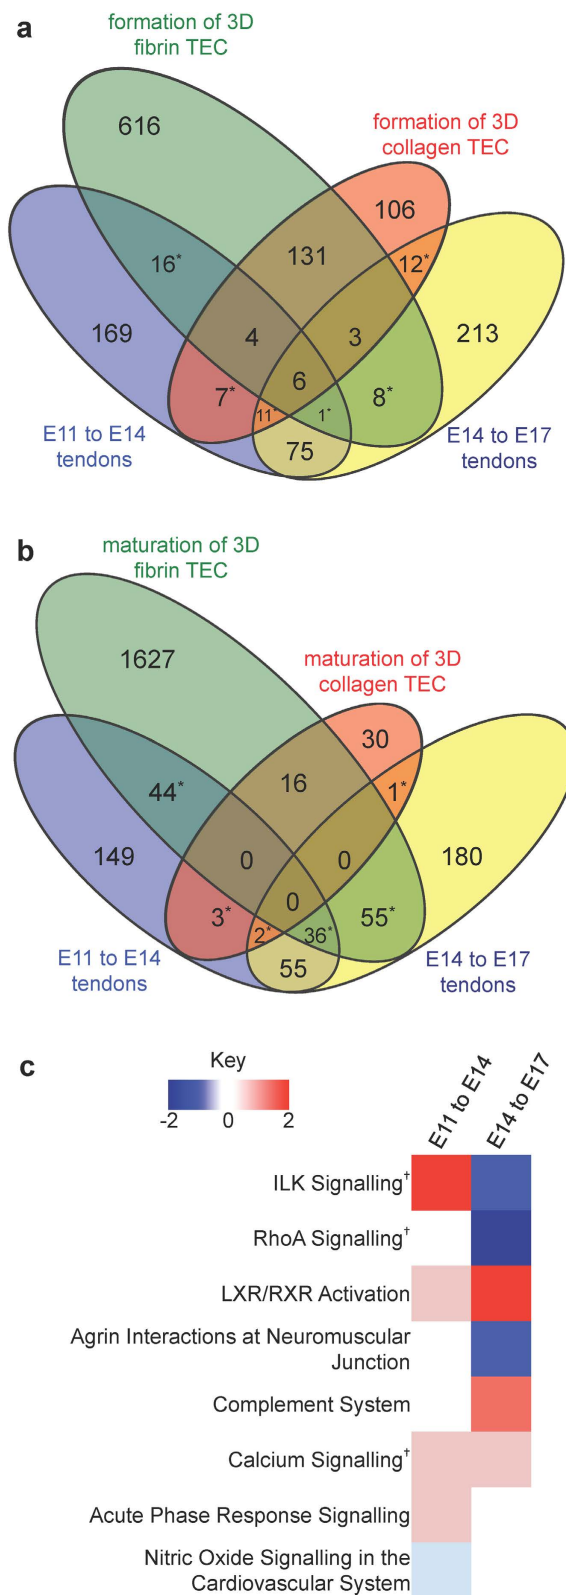 a
formation of 3D
fibrin TEC
616
formation of 3D
collagen TEC
106
16*
131
12*
169
4
3
213
7*
6
8*
11*
1*
E11 to E14
tendons
75
E14 to E17
tendons
b
maturation of 3D
fibrin TEC
1627
maturation of 3D
collagen TEC
30
44*
16
1*
149
0
0
180
3*
0
55*
2*
36*
E11 to E14
tendons
55
E14 to E17
tendons
c
Key
-2
0
2
E11 to E14
E14 to E17
ILK Signalling†
RhoA Signalling†
LXR/RXR Activation
Agrin Interactions at Neuromuscular
Junction
Complement System
Calcium Signalling†
Acute Phase Response Signalling
Nitric Oxide Signalling in the
Cardiovascular System